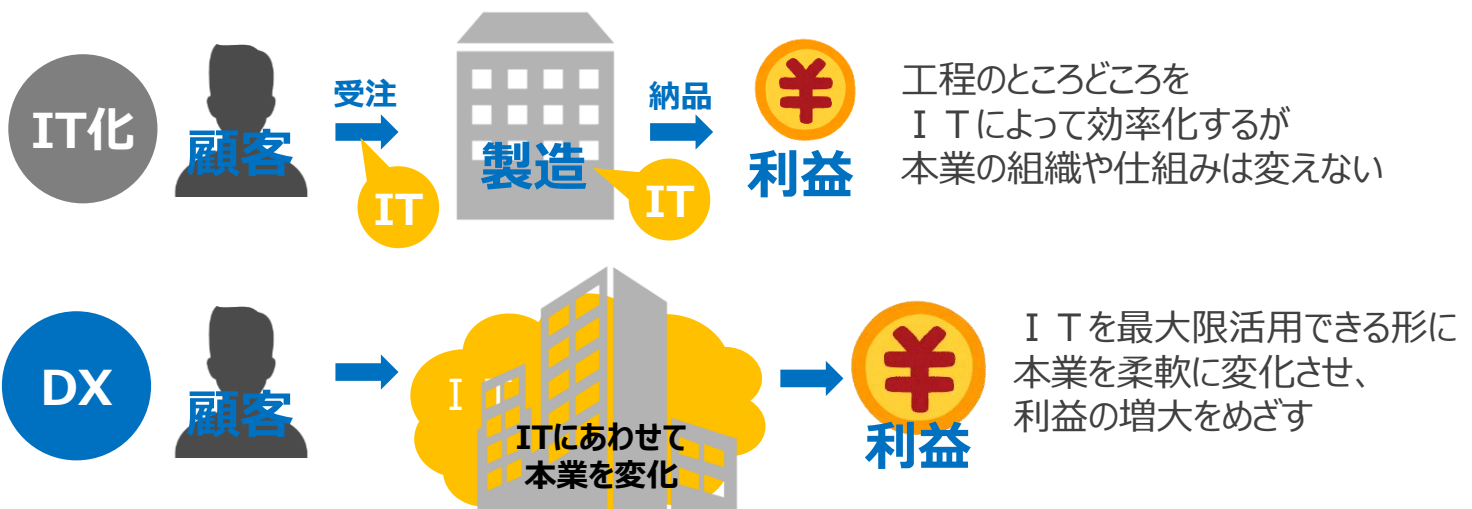 IT化
顧客
受注
IT
製造
納品
IT
利益
工程のところどころを
ＩＴによって効率化するが
本業の組織や仕組みは変えない
DX
顧客
ITにあわせて
本業を変化
利益
ＩＴを最大限活用できる形に
本業を柔軟に変化させ、
利益の増大をめざす